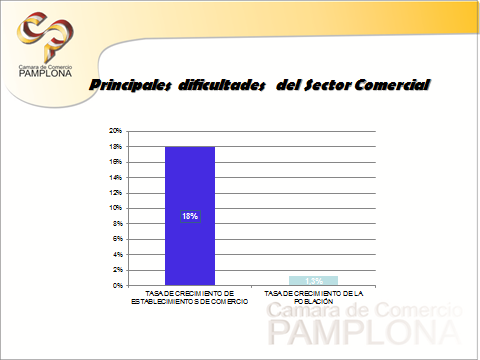 Camara de Comercio
PAMPLONA
Principales dificultades del Sector Comercial
20%
18%
16%
14%
12%
10%
8%
6%
4%
2%
0%
18%
1.3%
TASA DE CRECIMIENTO DE
ESTABLECIMIENTOS DE COMERCIO
TASA DE CRECIMIENTO DE LA
POBLACIÓN
Camara de Comercio
PAMPLONA